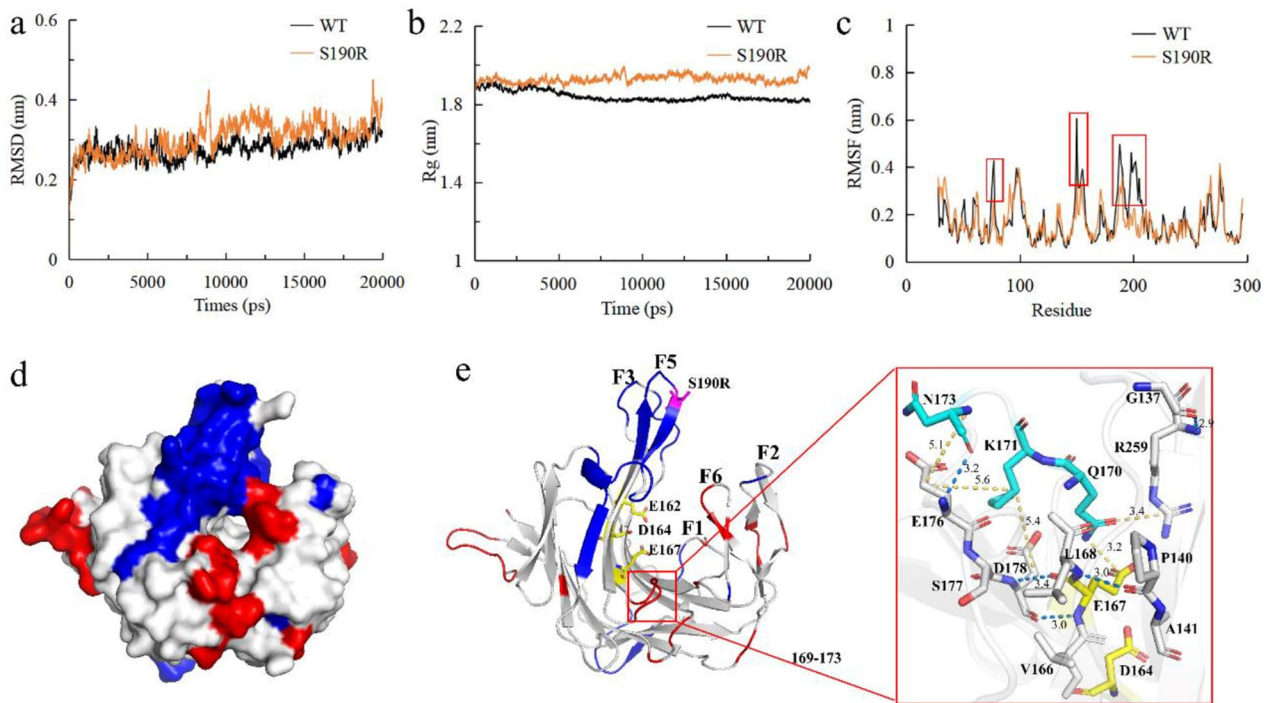 a
0.6
WT
S190R
0.4
0.2
0
RMSD (nm)
0
5000
10000
15000
20000
Times (ps)
b
2.2
WT
S190R
1.9
1.6
1.3
1
Rg (nm)
0
5000
10000
15000
20000
Time (ps)
c
1
WT
S190R
0.8
0.6
0.4
0.2
0
RMSF (nm)
0
100
200
300
Residue
d
e
F3
F5
S190R
F2
F6
F1
E162
D164
E167
169-173
N173
G137
5.1
K171
2.9
R259
3.2
Q170
5.6
E176
5.4
3.4
L168
3.2
P140
D178
3.0
S177
3.4
E167
3.0
A141
V166
D164